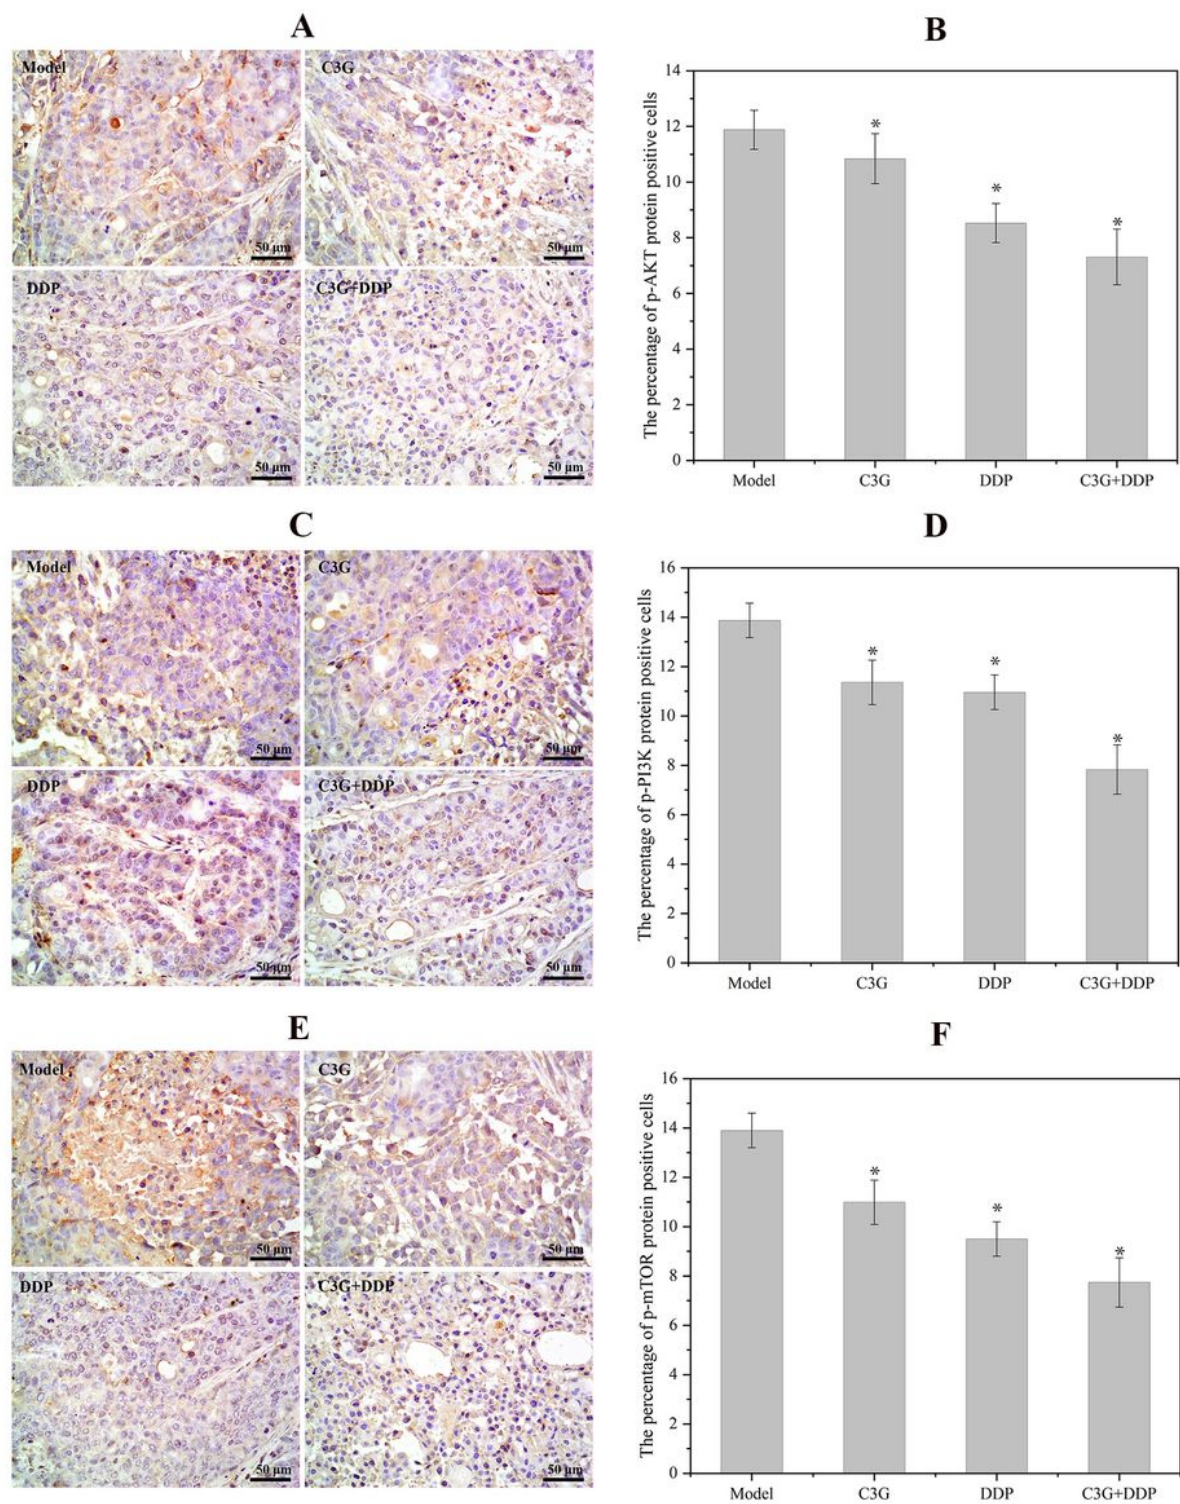 A
Model
C3G
50 μm
50 μm
DDP
C3G+DDP
50 μm
50 μm
B
The percentage of p-AKT protein positive cells
14
12
10
8
6
4
2
0
*
*
*
Model
C3G
DDP
C3G+DDP
C
Model
C3G
50 μm
50 μm
DDP
C3G+DDP
50 μm
50 μm
D
The percentage of p-PI3K protein positive cells
16
14
12
10
8
6
4
2
0
*
*
*
Model
C3G
DDP
C3G+DDP
E
Model
C3G
50 μm
50 μm
DDP
C3G+DDP
50 μm
50 μm
F
The percentage of p-mTOR protein positive cells
16
14
12
10
8
6
4
2
0
*
*
*
Model
C3G
DDP
C3G+DDP